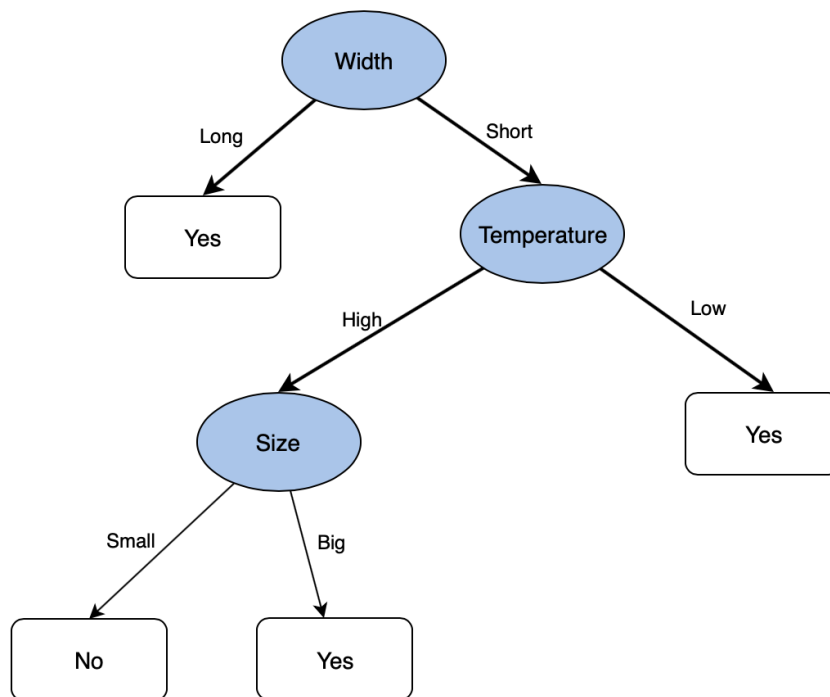 Width
Long
Short
Yes
Temperature
High
Low
Size
Yes
Small
Big
No
Yes